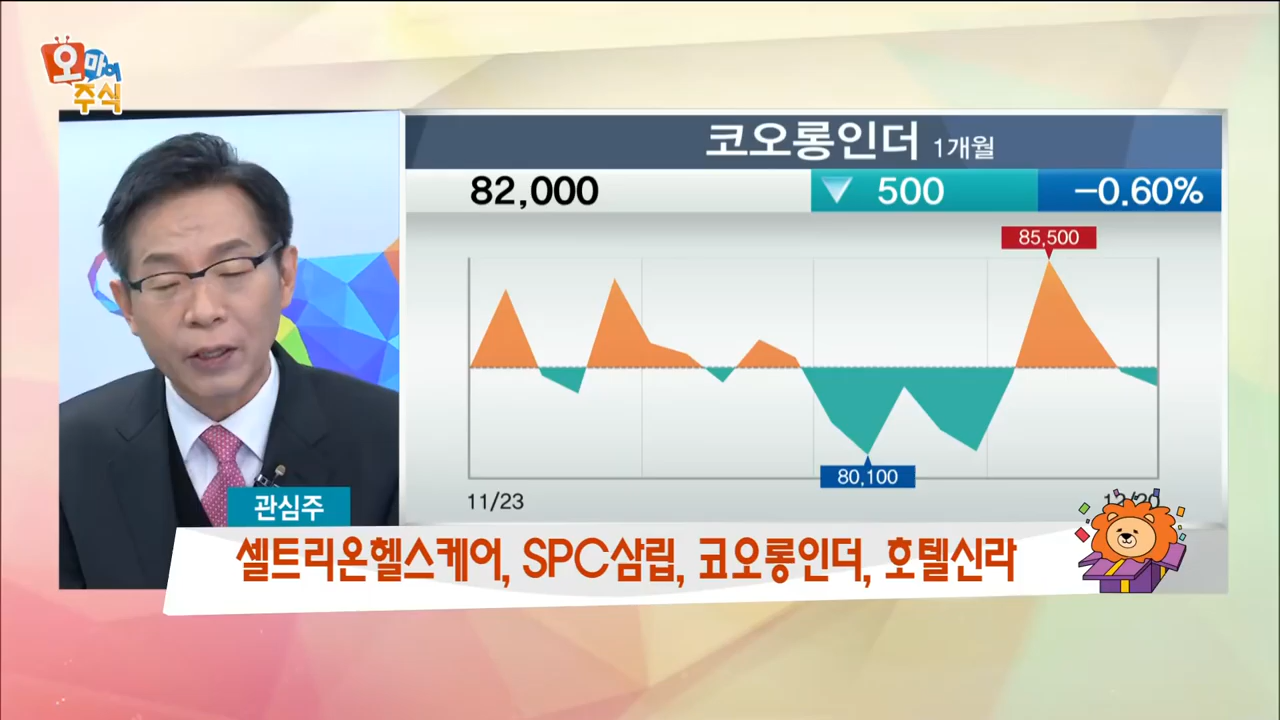 오마이
주식
코오롱인더 1개월
82,000 ▼ 500 -0.60%
85,500
80,100
11/23
관심주
셀트리온헬스케어, SPC삼립, 코오롱인더, 호텔신라